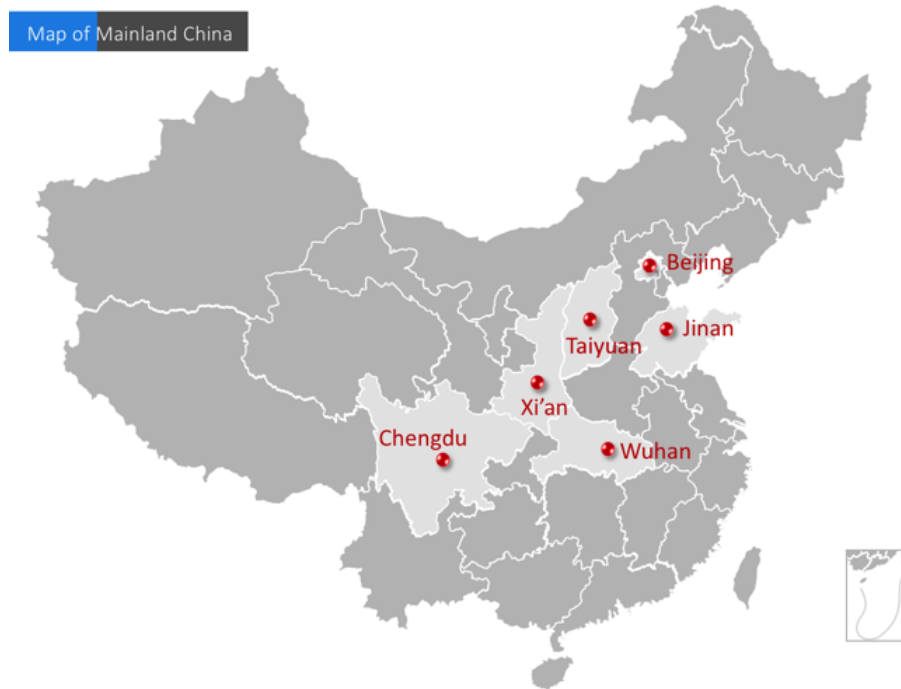 Map of Mainland China
Beijing
Jinan
Taiyuan
Xi’an
Chengdu
Wuhan